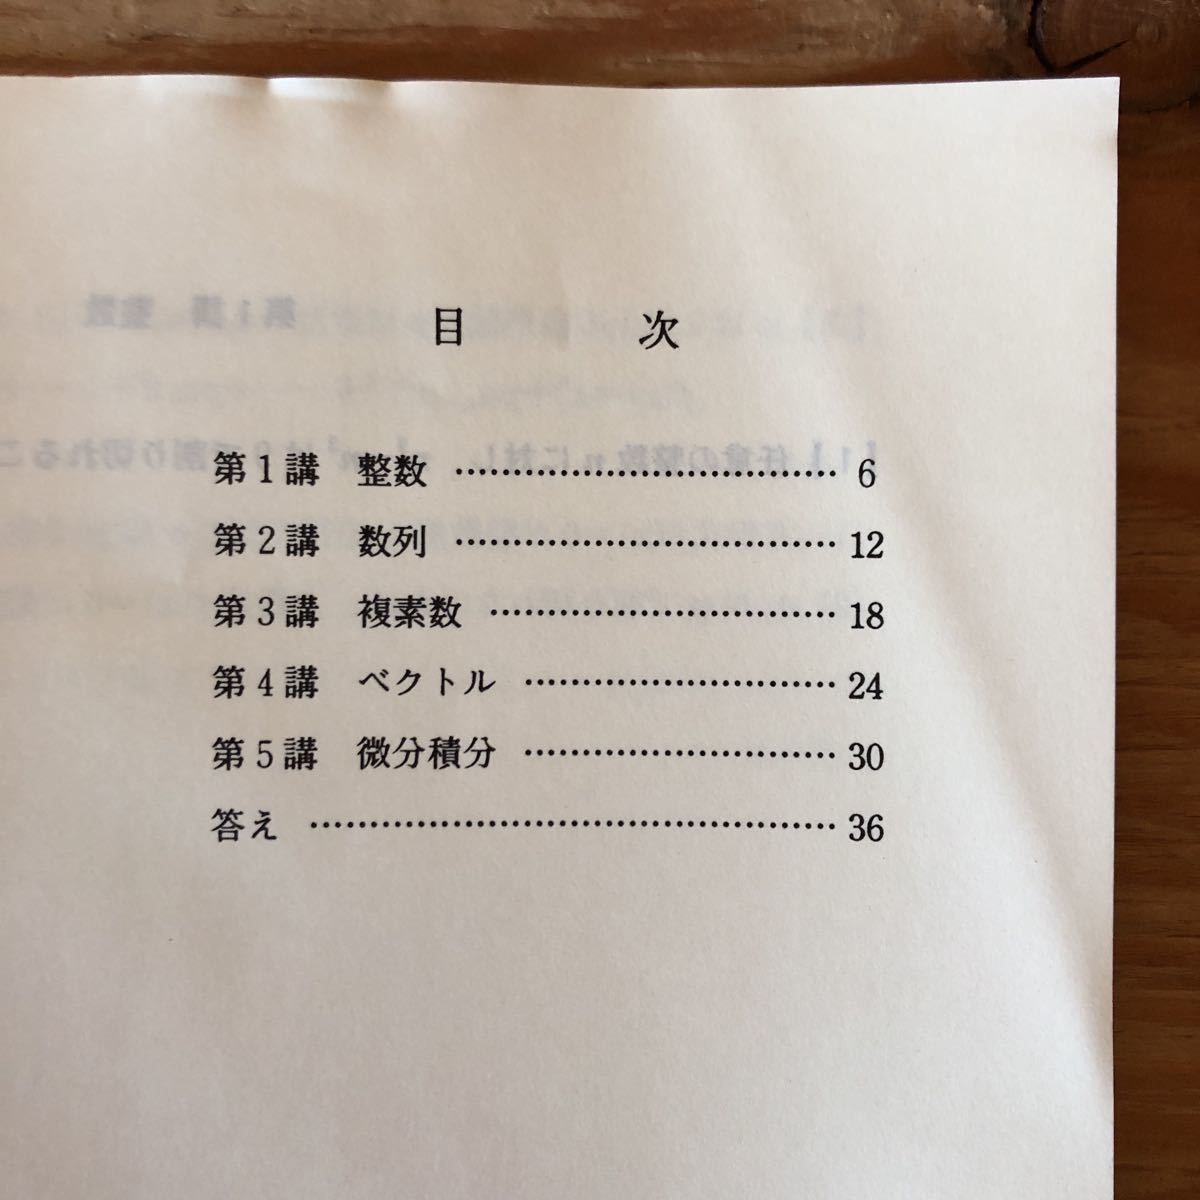 目 次
第1講 整数 ……………………………… 6
第2講 数列 ……………………………… 12
第3講 複素数 …………………………… 18
第4講 ベクトル ………………………… 24
第5講 微分積分 ………………………… 30
答え ………………………………………… 36